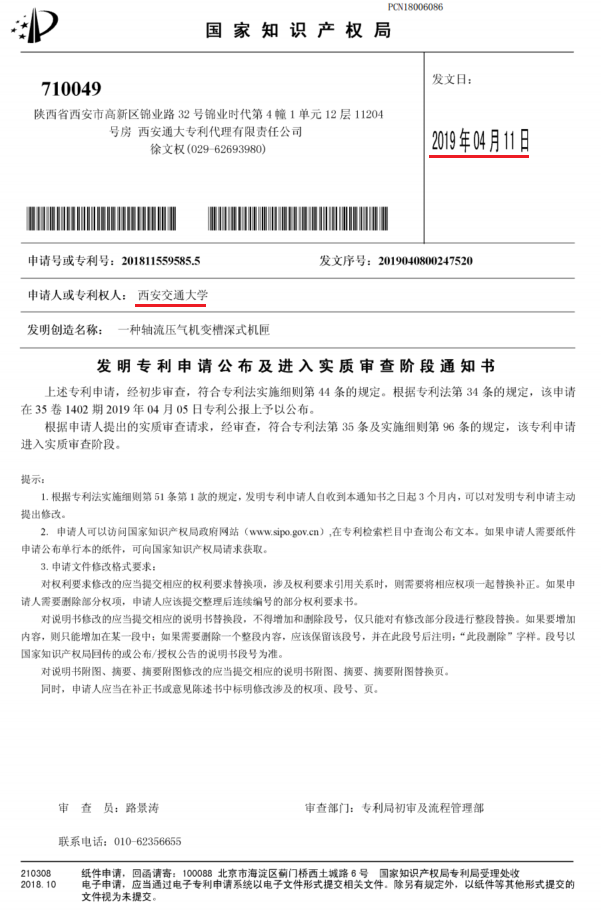 PCN18006086
国家知识产权局
710049
陕西省西安市高新区锦业路 32 号锦业时代第 4 幢 1 单元 12 层 11204
号房 西安通大专利代理有限责任公司
徐文权(029-62693980)
发文日：
2019 年 04 月 11 日
申请号或专利号：201811559585.5
发文序号：2019040800247520
申请人或专利权人： 西安交通大学
发明创造名称： 一种轴流压气机变槽深式机匣
发明专利申请公布及进入实质审查阶段通知书
上述专利申请，经初步审查，符合专利法实施细则第 44 条的规定。根据专利法第 34 条的规定，该申请
在 35 卷 1402 期 2019 年 04 月 05 日专利公报上予以公布。
根据申请人提出的实质审查请求，经审查，符合专利法第 35 条及实施细则第 96 条的规定，该专利申请
进入实质审查阶段。
提示：
1.根据专利法实施细则第 51 条第 1 款的规定，发明专利申请人自收到本通知书之日起 3 个月内，可以对发明专利申请主动
提出修改。
2. 申请人可以访问国家知识产权局政府网站（www.sipo.gov.cn）,在专利检索栏目中查询公布文本。如果申请人需要纸件
申请公布单行本的纸件，可向国家知识产权局请求获取。
3.申请文件修改格式要求：
对权利要求修改的应当提交相应的权利要求替换项，涉及权利要求引用关系时，则需要将相应权项一起替换补正。如果申
请人需要删除部分权项，申请人应该提交整理后连续编号的部分权利要求书。
对说明书修改的应当提交相应的说明书替换段，不得增加和删除段号，仅只能对有修改部分段进行整段替换。如果要增加
内容，则只能增加在某一段中；如果需要删除一个整段内容，应该保留该段号，并在此段号后注明：“此段删除”字样。段号以
国家知识产权局回传的或公布/授权公告的说明书段号为准。
对说明书附图、摘要、摘要附图修改的应当提交相应的说明书附图、摘要、摘要附图替换页。
同时，申请人应当在补正书或意见陈述书中标明修改涉及的权项、段号、页。
审 查 员：路景涛
审查部门：专利局初审及流程管理部
联系电话：010-62356655
210308 纸件申请，回函请寄：100088 北京市海淀区蓟门桥西土城路 6 号 国家知识产权局专利局受理处收
2018.10 电子申请，应当通过电子专利申请系统以电子文件形式提交相关文件。除另有规定外，以纸件等其他形式提交的
文件视为未提交。